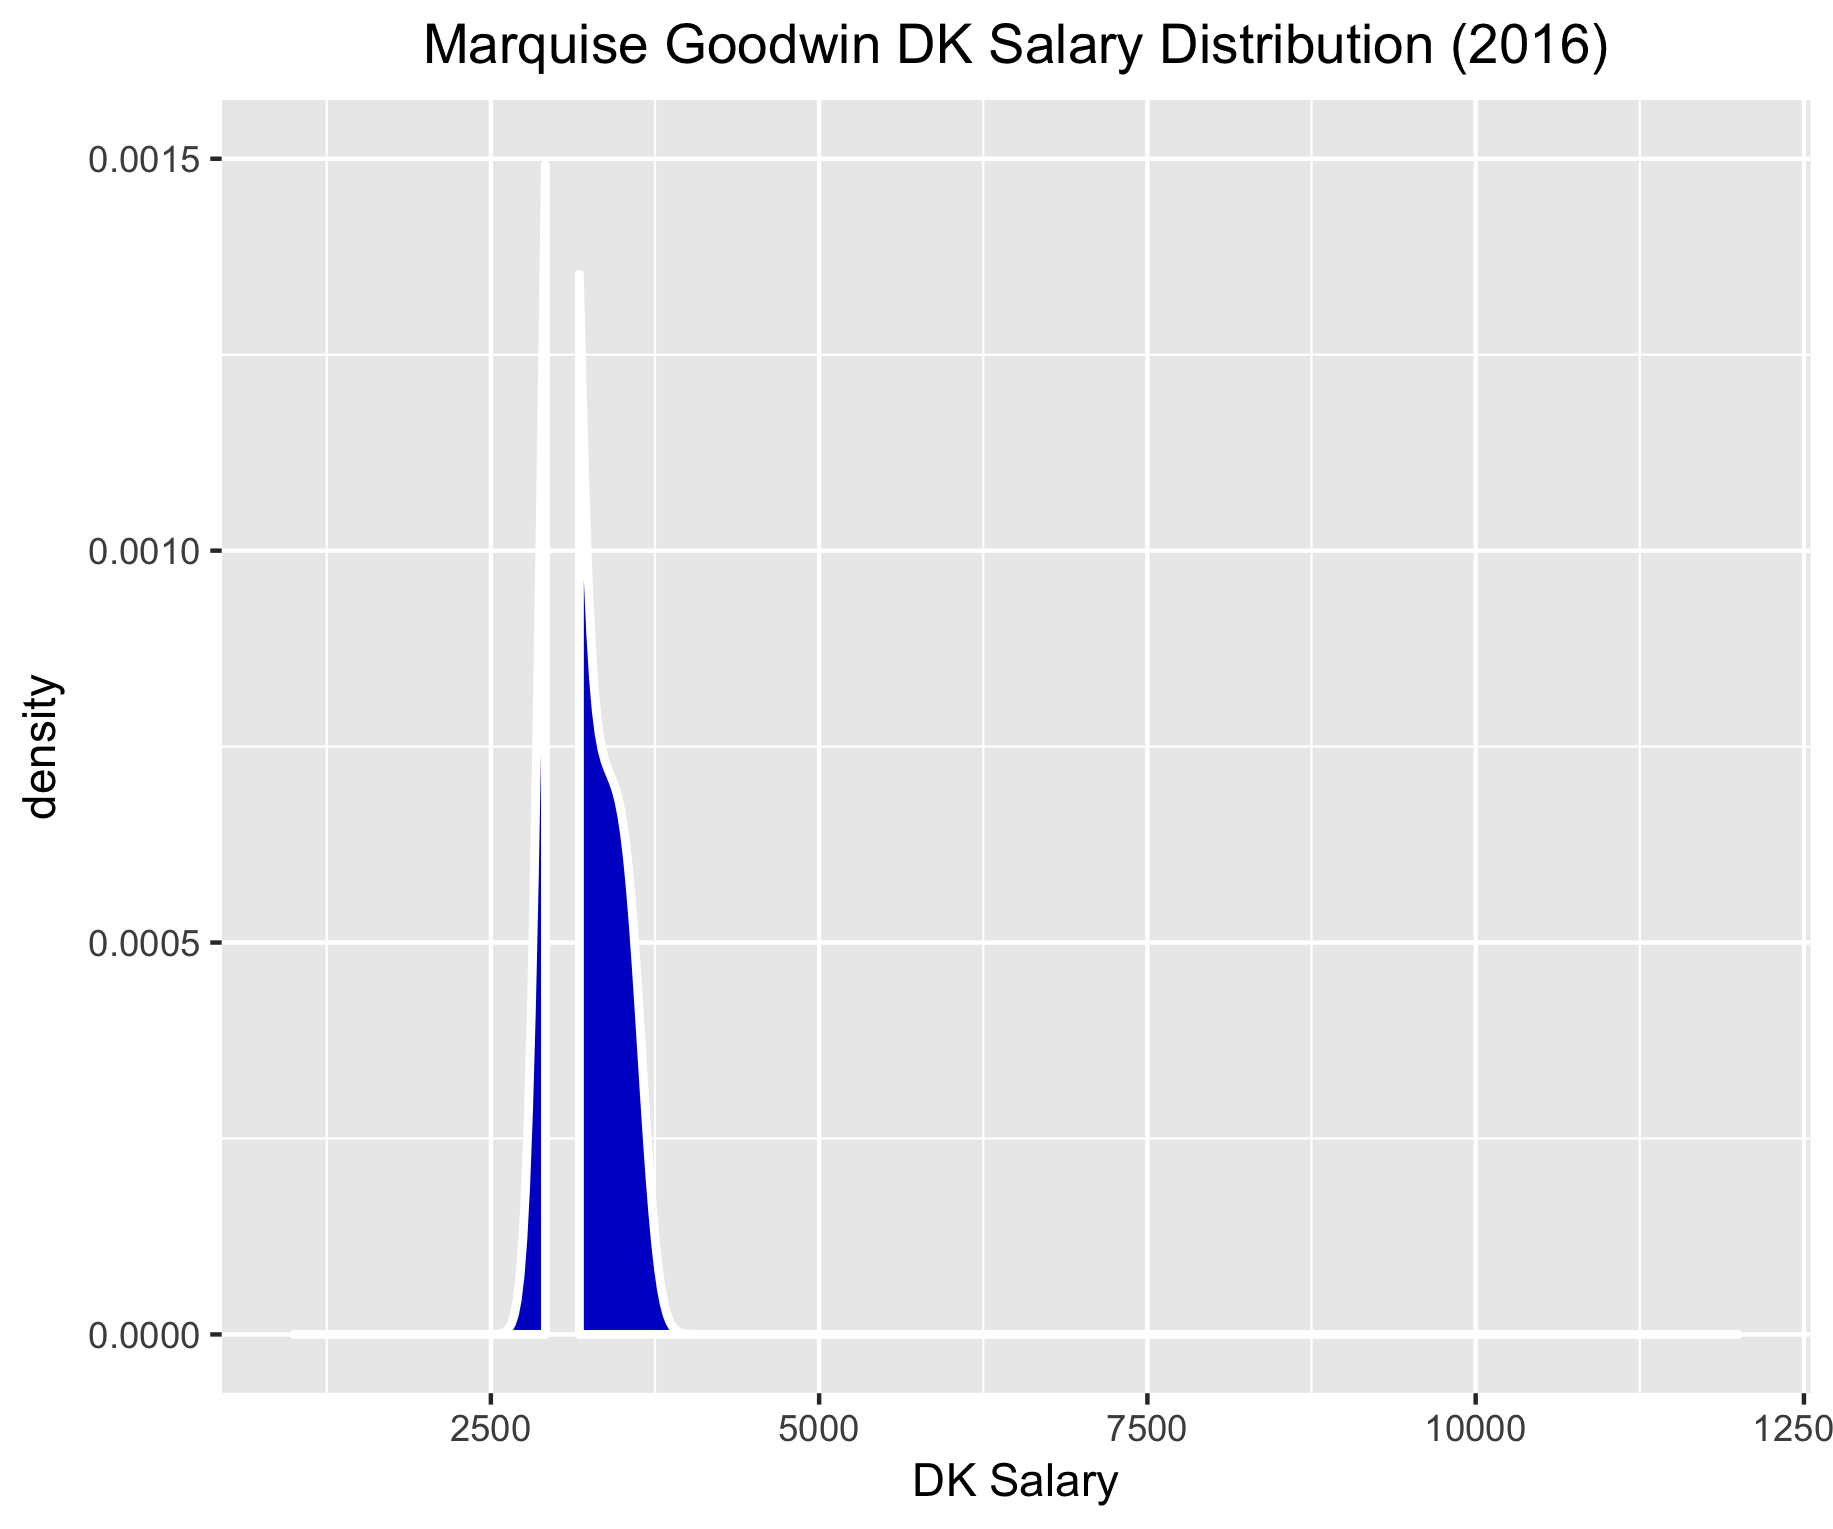 Marquise Goodwin DK Salary Distribution (2016)
0.0015
0.0010
0.0005
0.0000
density
2500 5000 7500 10000 1250
DK Salary